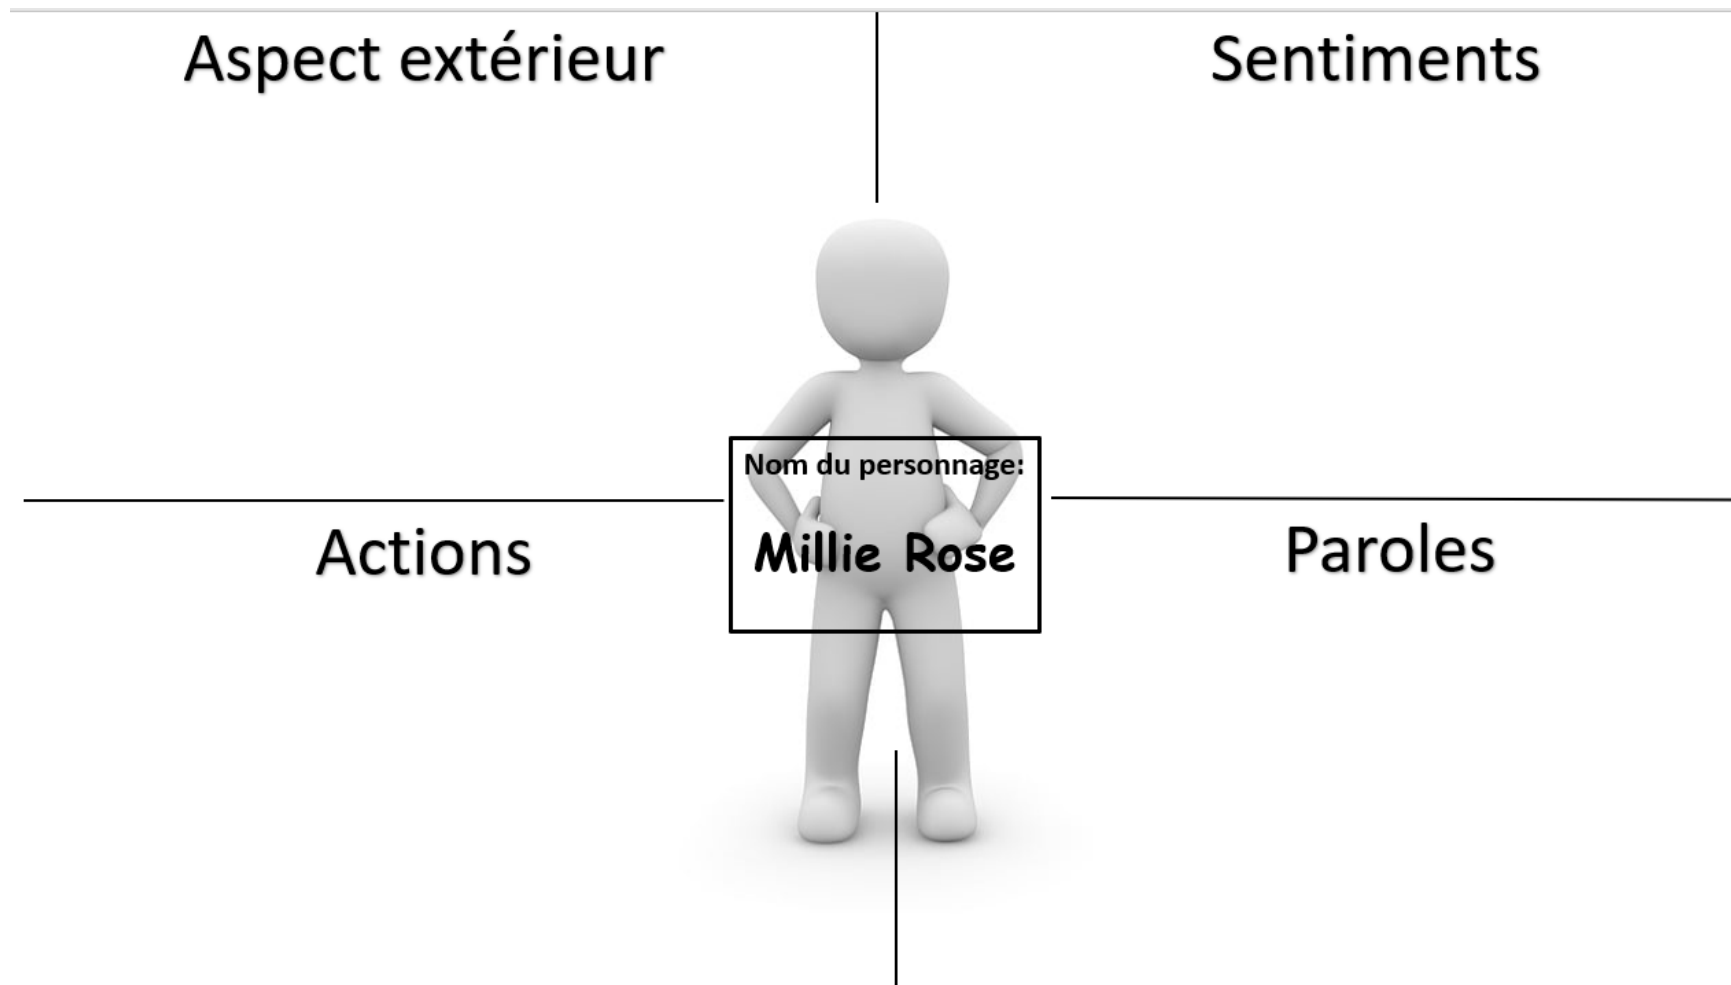 Aspect extérieur
Sentiments
Nom du personnage:
Millie Rose
Actions
Paroles